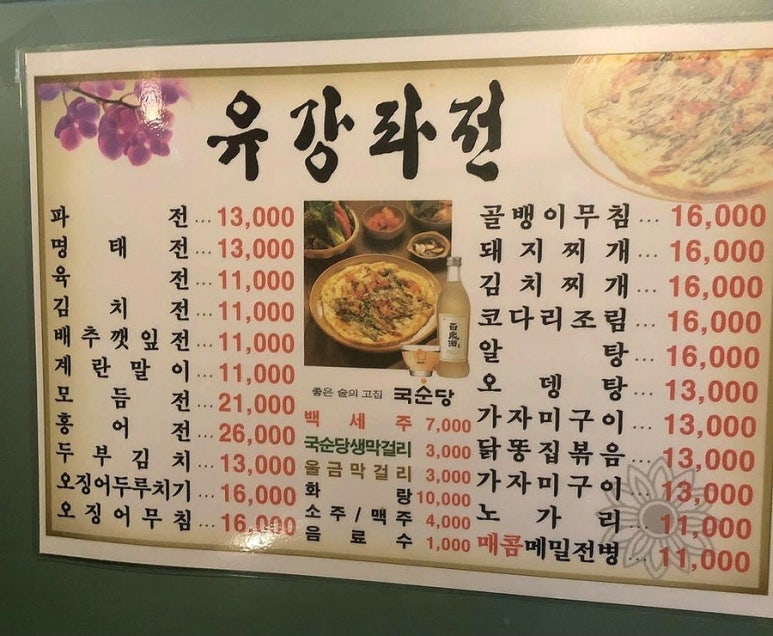 유강라전
파전...13,000
명태전...13,000
육전...11,000
김치전...11,000
배추깻잎전...11,000
계란말이...11,000
모듬전...21,000
홍어전...26,000
두부김치...13,000
오징어두루치기...16,000
오징어무침...16,000
좋은 술의 고집 국순당
백세주 7,000
국순당생막걸리 3,000
울금막걸리 3,000
화랑 10,000
소주/맥주 4,000
음료수 1,000
골뱅이무침...16,000
돼지찌개...16,000
김치찌개...16,000
코다리조림...16,000
알탕...16,000
오뎅탕...13,000
가자미구이...13,000
닭똥집볶음...13,000
가자미구이...13,000
노가리...11,000
매콤메밀전병...11,000